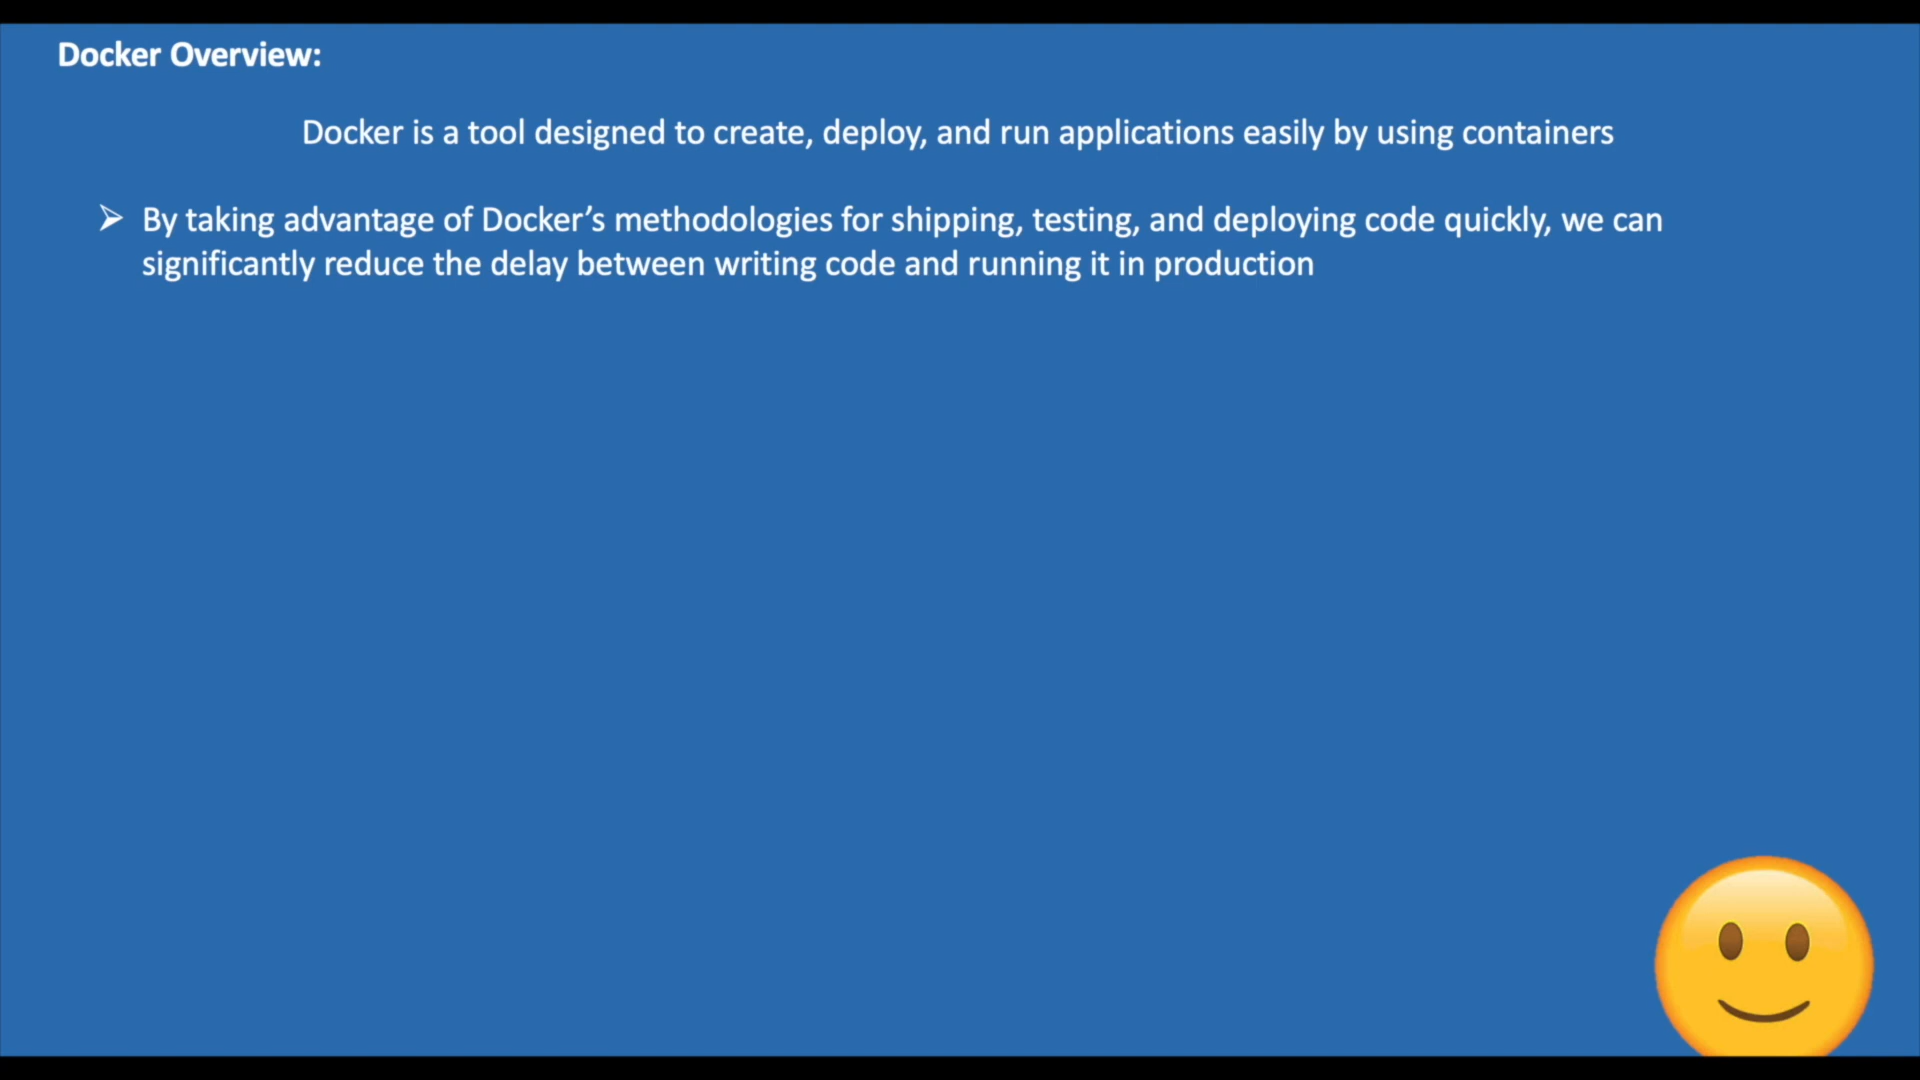 Docker Overview:
Docker is a tool designed to create, deploy, and run applications easily by using containers
➢ By taking advantage of Docker’s methodologies for shipping, testing, and deploying code quickly, we can
significantly reduce the delay between writing code and running it in production